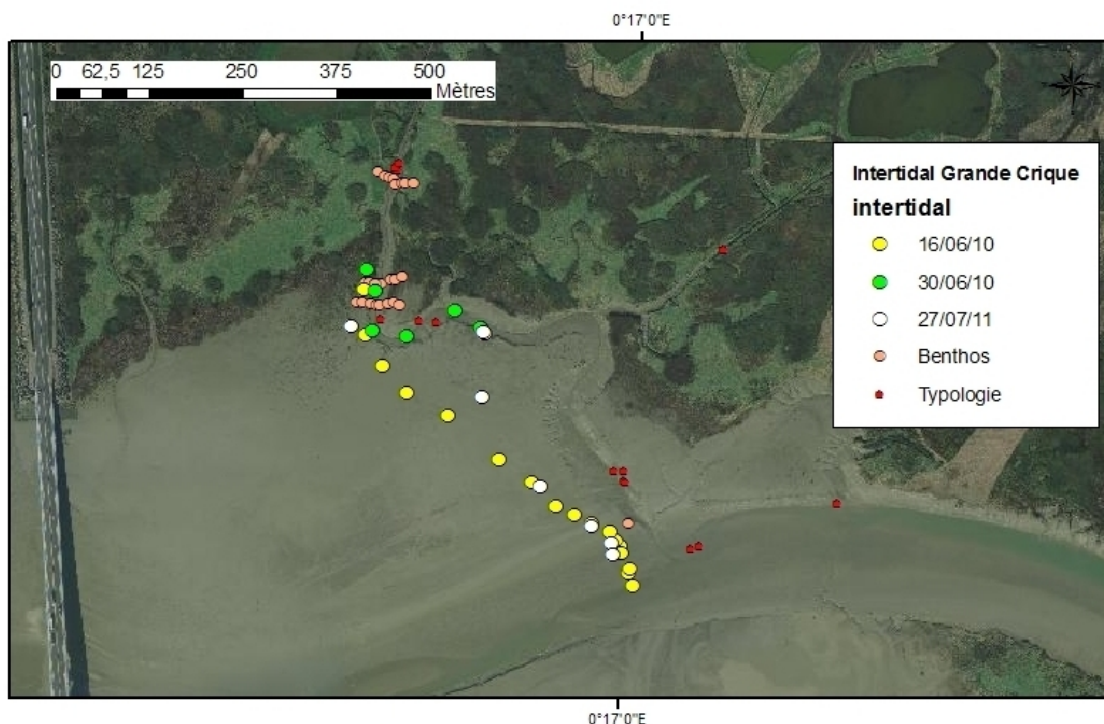 0°17'0"E
0 62,5 125 250 375 500
Mètres
Intertidal Grande Crique
intertidal
16/06/10
30/06/10
27/07/11
Benthos
Typologie
0°17'0"E